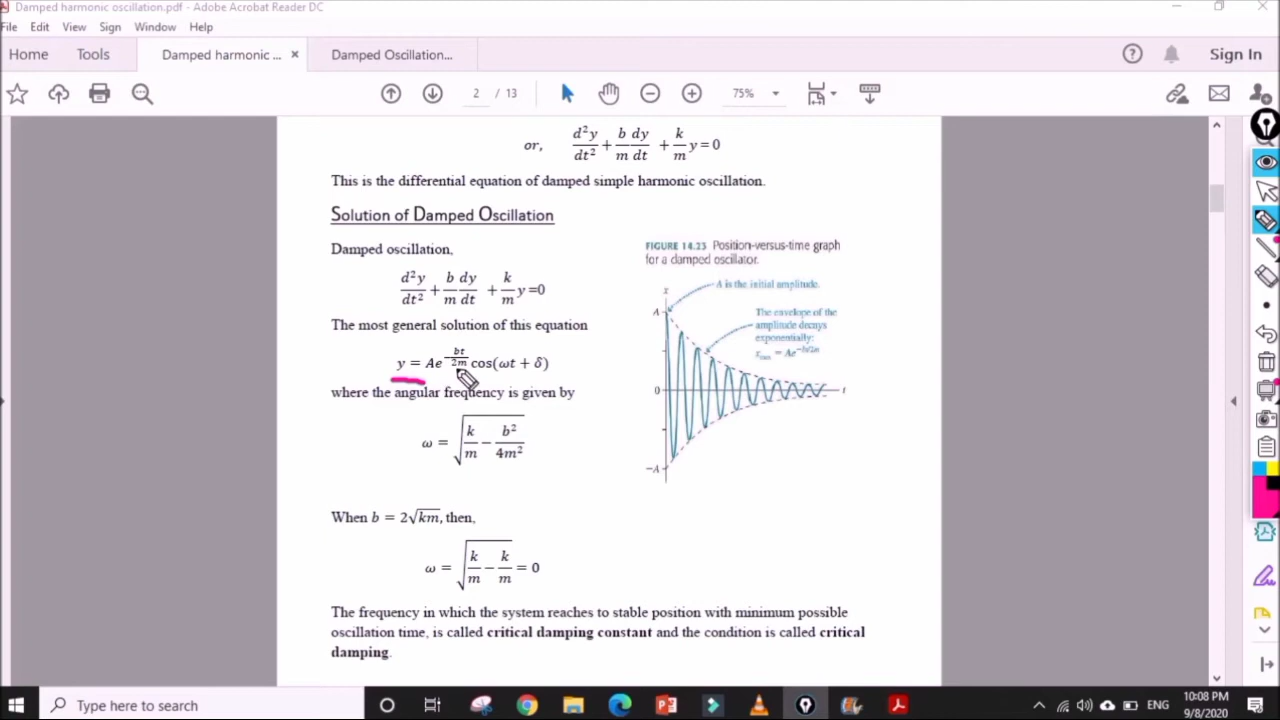 Damped harmonic oscillation.pdf - Adobe Acrobat Reader DC
File Edit View Sign Window Help
Home Tools Damped harmonic ... × Damped Oscillation... Sign In
2 / 13 75%
or, d²y/dt² + b/m dy/dt + k/m y = 0
This is the differential equation of damped simple harmonic oscillation.
Solution of Damped Oscillation
Damped oscillation,
d²y/dt² + b/m dy/dt + k/m y =0
The most general solution of this equation
y = Ae^(−bt/2m) cos(ωt + δ)
where the angular frequency is given by
ω = √(k/m − b²/4m²)
FIGURE 14.23 Position-versus-time graph
for a damped oscillator.
A is the initial amplitude.
The envelope of the
amplitude decays
exponentially:
x
A
0
t
−A
When b = 2√km, then,
ω = √(k/m − k/m) = 0
The frequency in which the system reaches to stable position with minimum possible
oscillation time, is called critical damping constant and the condition is called critical
damping.
Type here to search
ENG
10:08 PM
9/8/2020